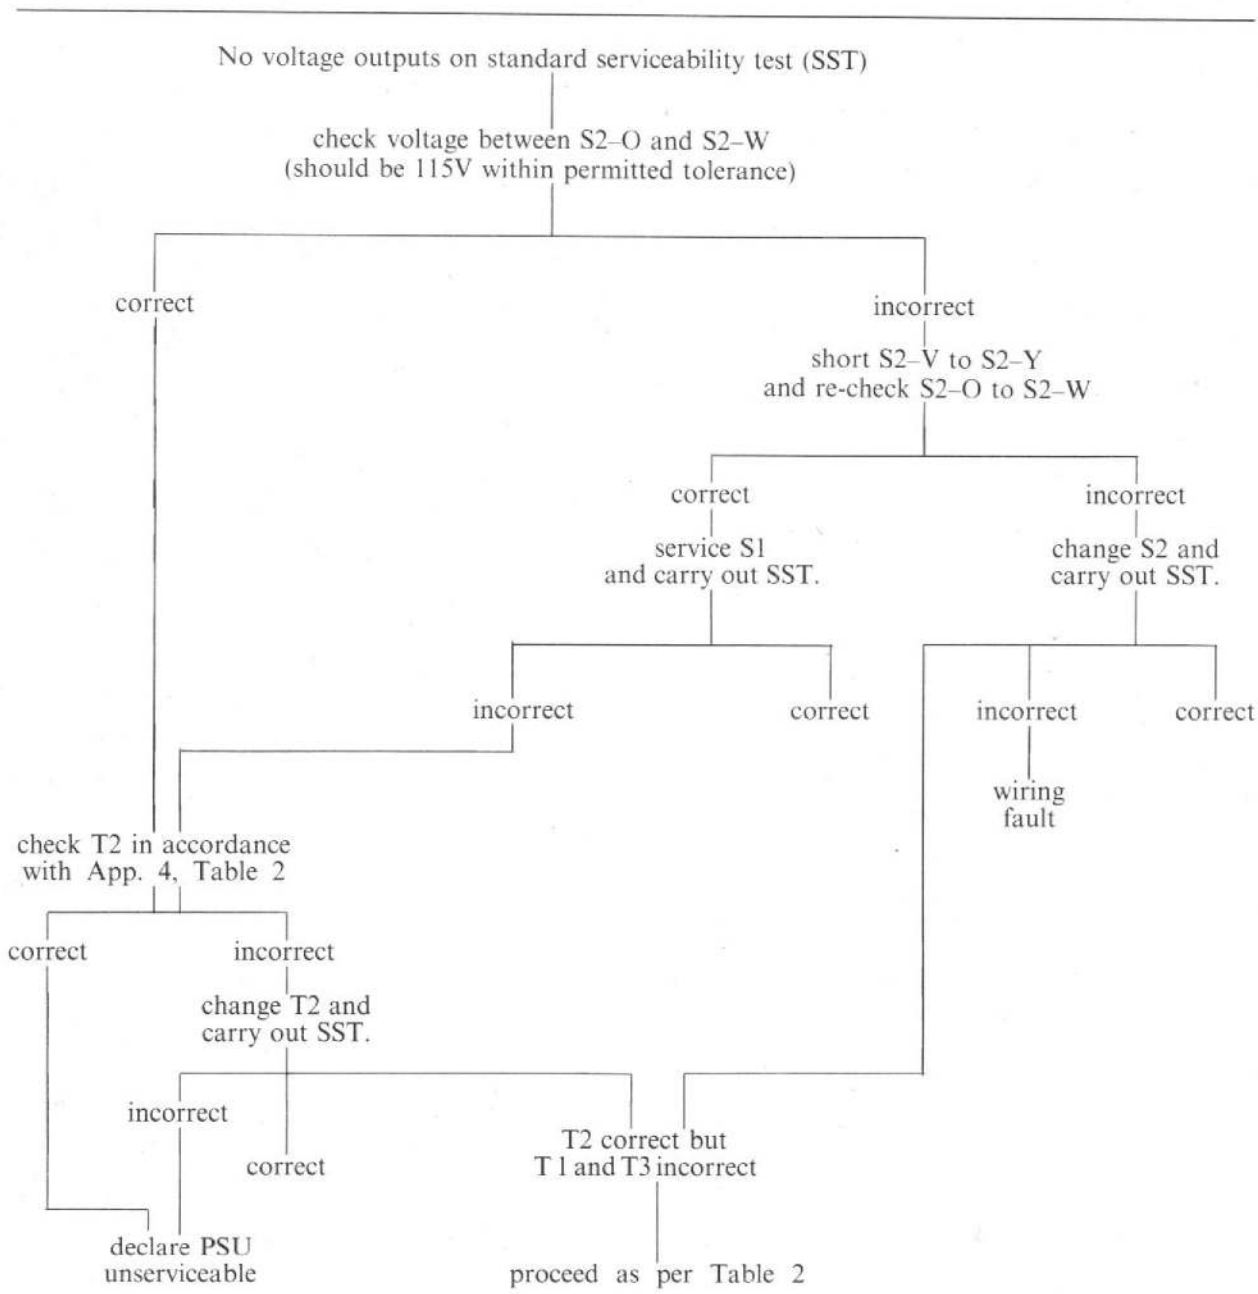 No voltage outputs on standard serviceability test (SST)
check voltage between S2–O and S2–W
(should be 115V within permitted tolerance)
correct
incorrect
short S2–V to S2–Y
and re-check S2–O to S2–W
correct
incorrect
service S1
and carry out SST.
change S2 and
carry out SST.
incorrect
correct
incorrect
correct
wiring
fault
check T2 in accordance
with App. 4, Table 2
correct
incorrect
change T2 and
carry out SST.
incorrect
correct
T2 correct but
T1 and T3 incorrect
declare PSU
unserviceable
proceed as per Table 2